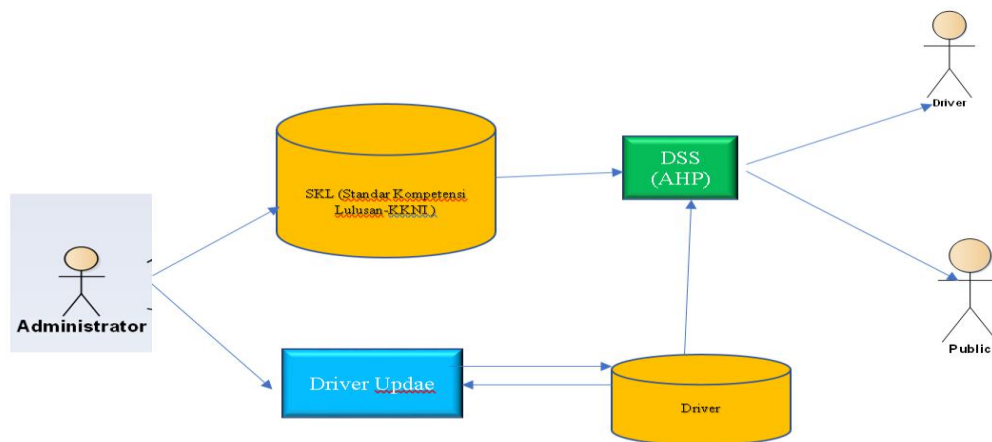 Driver
DSS
(AHP)
SKL (Standar Kompetensi
Lulusan-KKNI )
Administrator
Public
Driver Updae
Driver